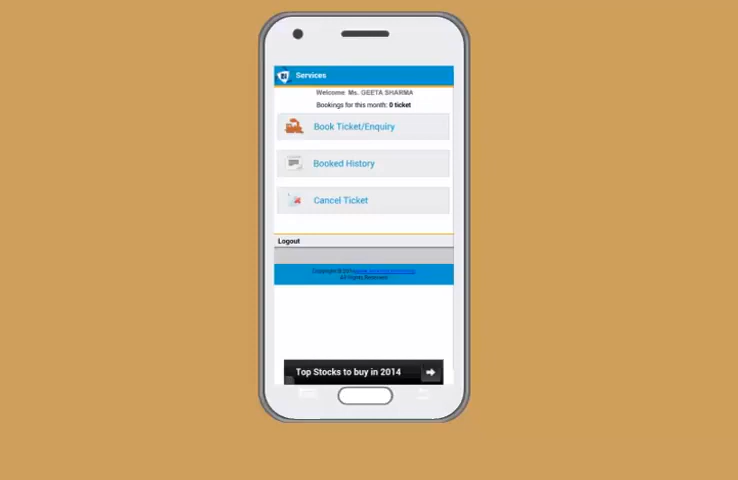 Services
Welcome Ms. GEETA SHARMA
Bookings for this month: 0 ticket
Book Ticket/Enquiry
Booked History
Cancel Ticket
Logout
Copyright ©
All Rights Reserved
Top Stocks to buy in 2014